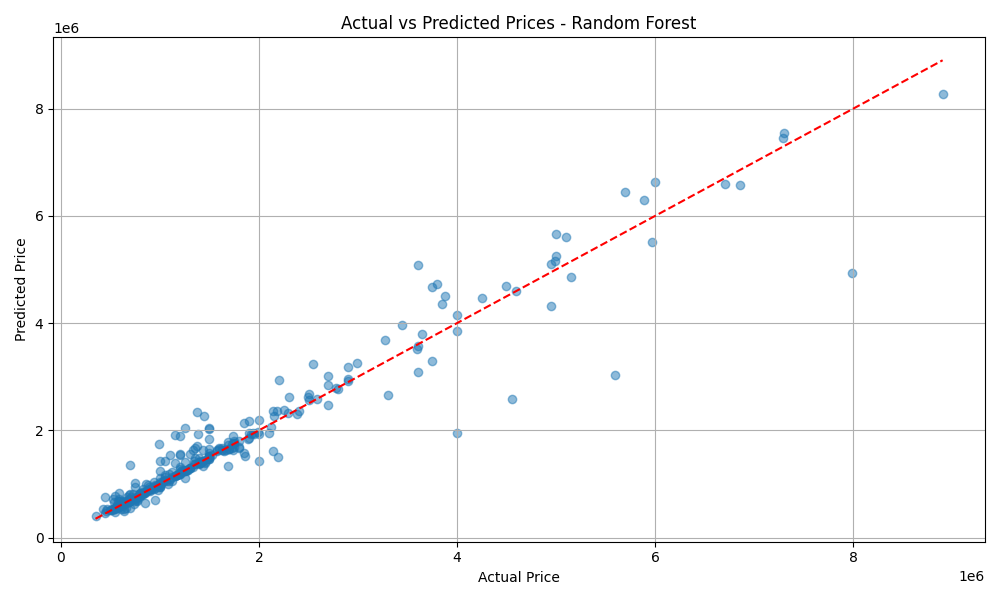 Actual vs Predicted Prices - Random Forest
1e6
8
6
4
2
0
Predicted Price
0 2 4 6 8
Actual Price
1e6